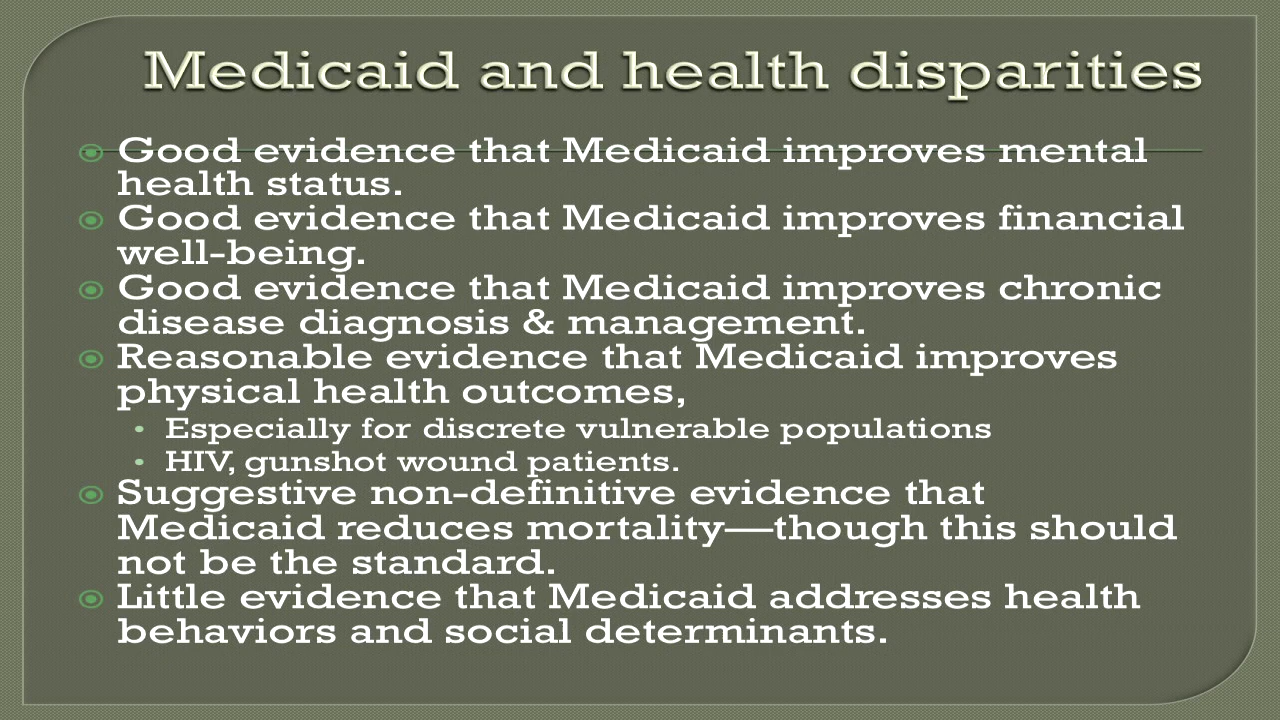 Medicaid and health disparities
Good evidence that Medicaid improves mental
health status.
Good evidence that Medicaid improves financial
well-being.
Good evidence that Medicaid improves chronic
disease diagnosis & management.
Reasonable evidence that Medicaid improves
physical health outcomes,
Especially for discrete vulnerable populations
HIV, gunshot wound patients.
Suggestive non-definitive evidence that
Medicaid reduces mortality—though this should
not be the standard.
Little evidence that Medicaid addresses health
behaviors and social determinants.